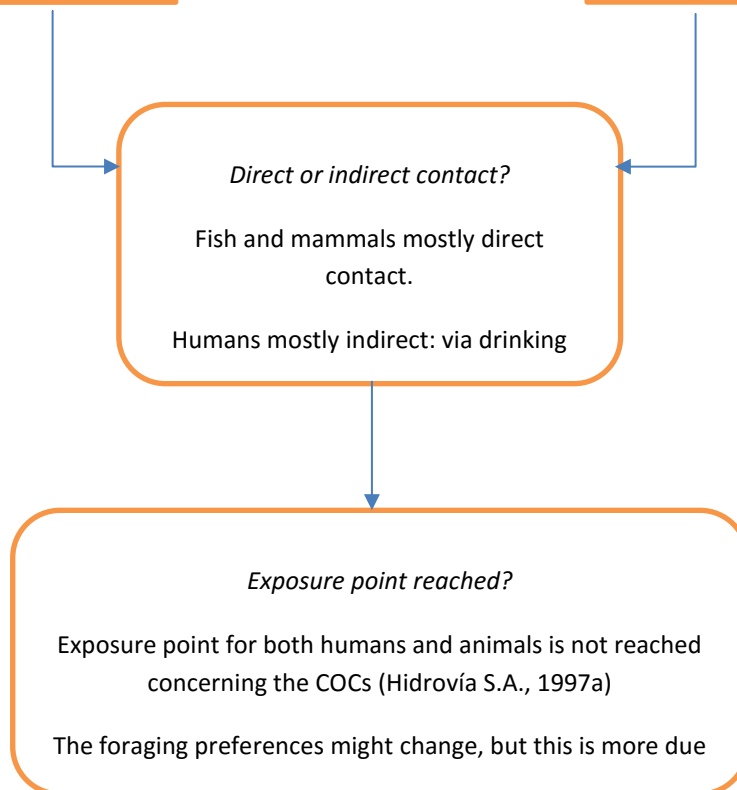 Direct or indirect contact?
Fish and mammals mostly direct
contact.
Humans mostly indirect: via drinking
Exposure point reached?
Exposure point for both humans and animals is not reached
concerning the COCs (Hidrovía S.A., 1997a)
The foraging preferences might change, but this is more due